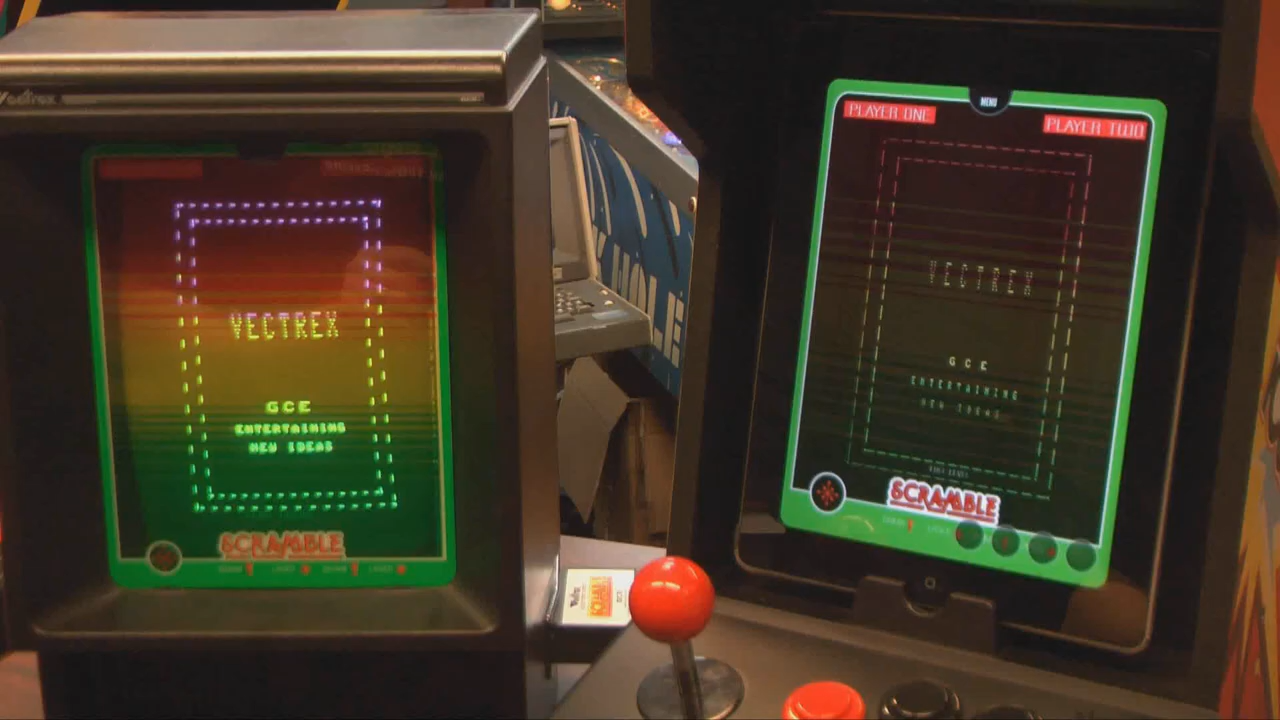 Vectrex
VECTREX
GCE
ENTERTAINING
NEW IDEAS
SCRAMBLE
MENU
PLAYER ONE
PLAYER TWO
VECTREX
GCE
ENTERTAINING
NEW IDEAS
SCRAMBLE